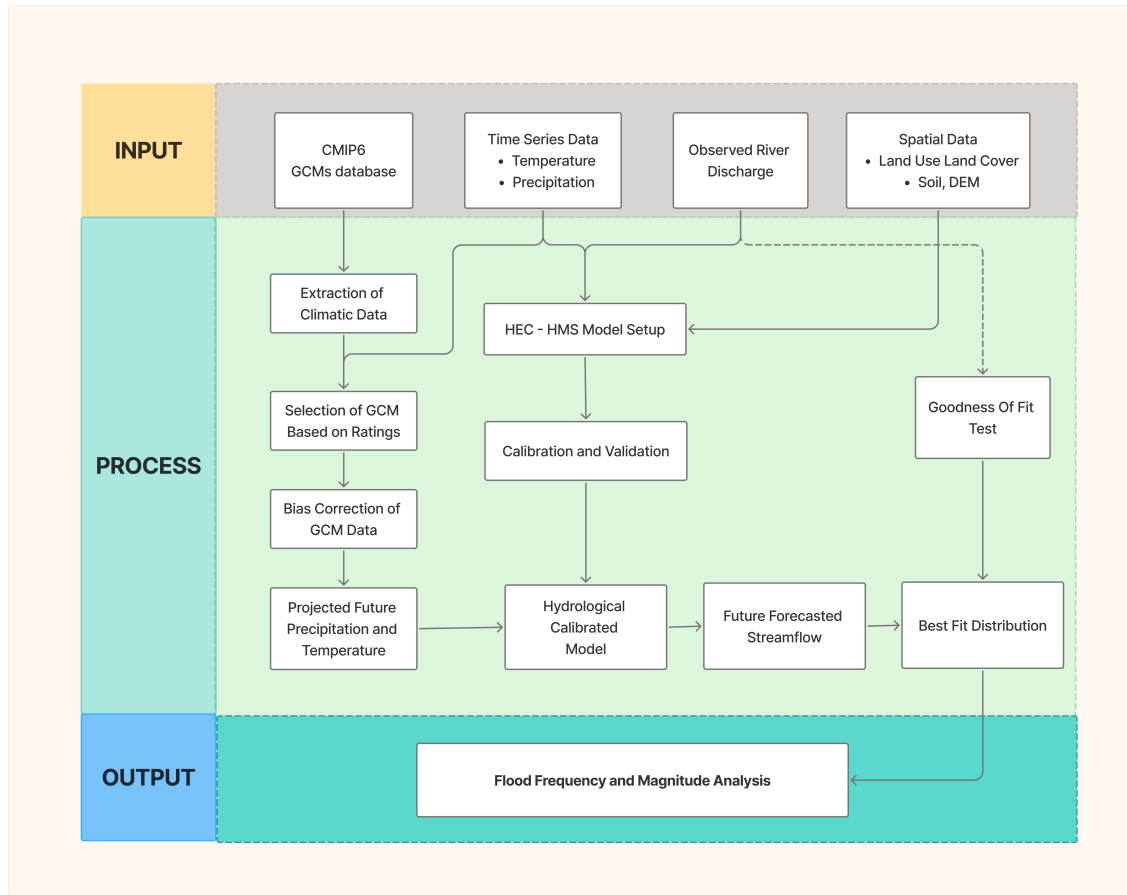 INPUT
CMIP6
GCMs database
Time Series Data
• Temperature
• Precipitation
Observed River
Discharge
Spatial Data
• Land Use Land Cover
• Soil, DEM
PROCESS
Extraction of
Climatic Data
HEC - HMS Model Setup
Selection of GCM
Based on Ratings
Calibration and Validation
Goodness Of Fit
Test
Bias Correction of
GCM Data
Projected Future
Precipitation and
Temperature
Hydrological
Calibrated
Model
Future Forecasted
Streamflow
Best Fit Distribution
OUTPUT
Flood Frequency and Magnitude Analysis